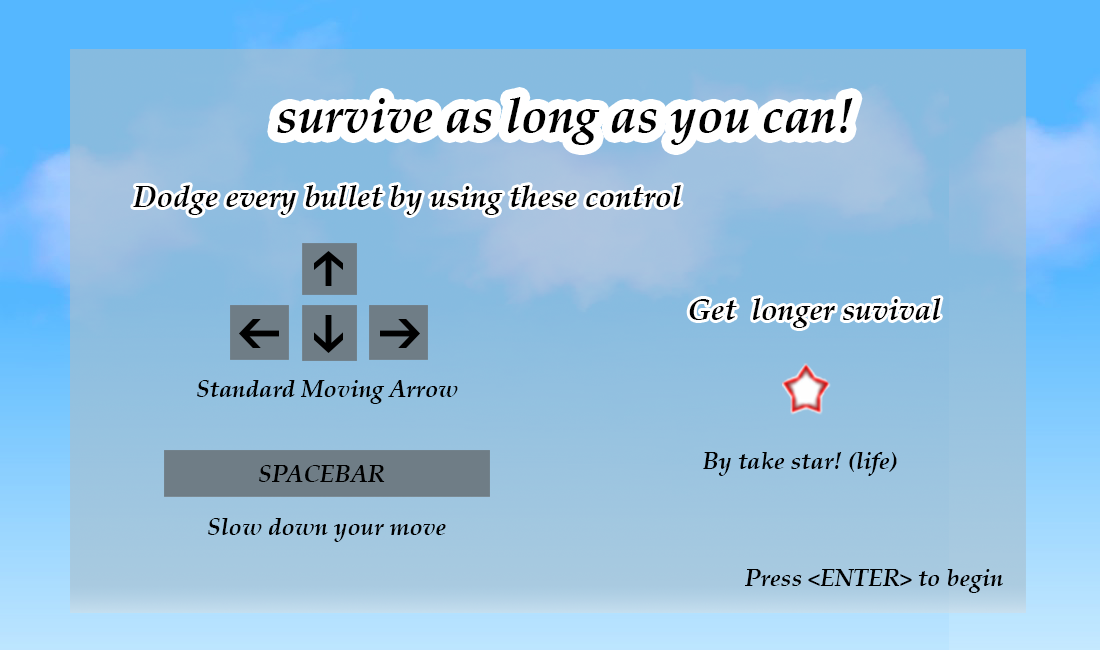 survive as long as you can!
Dodge every bullet by using these control
Standard Moving Arrow
SPACEBAR
Slow down your move
Get longer suvival
By take star! (life)
Press <ENTER> to begin